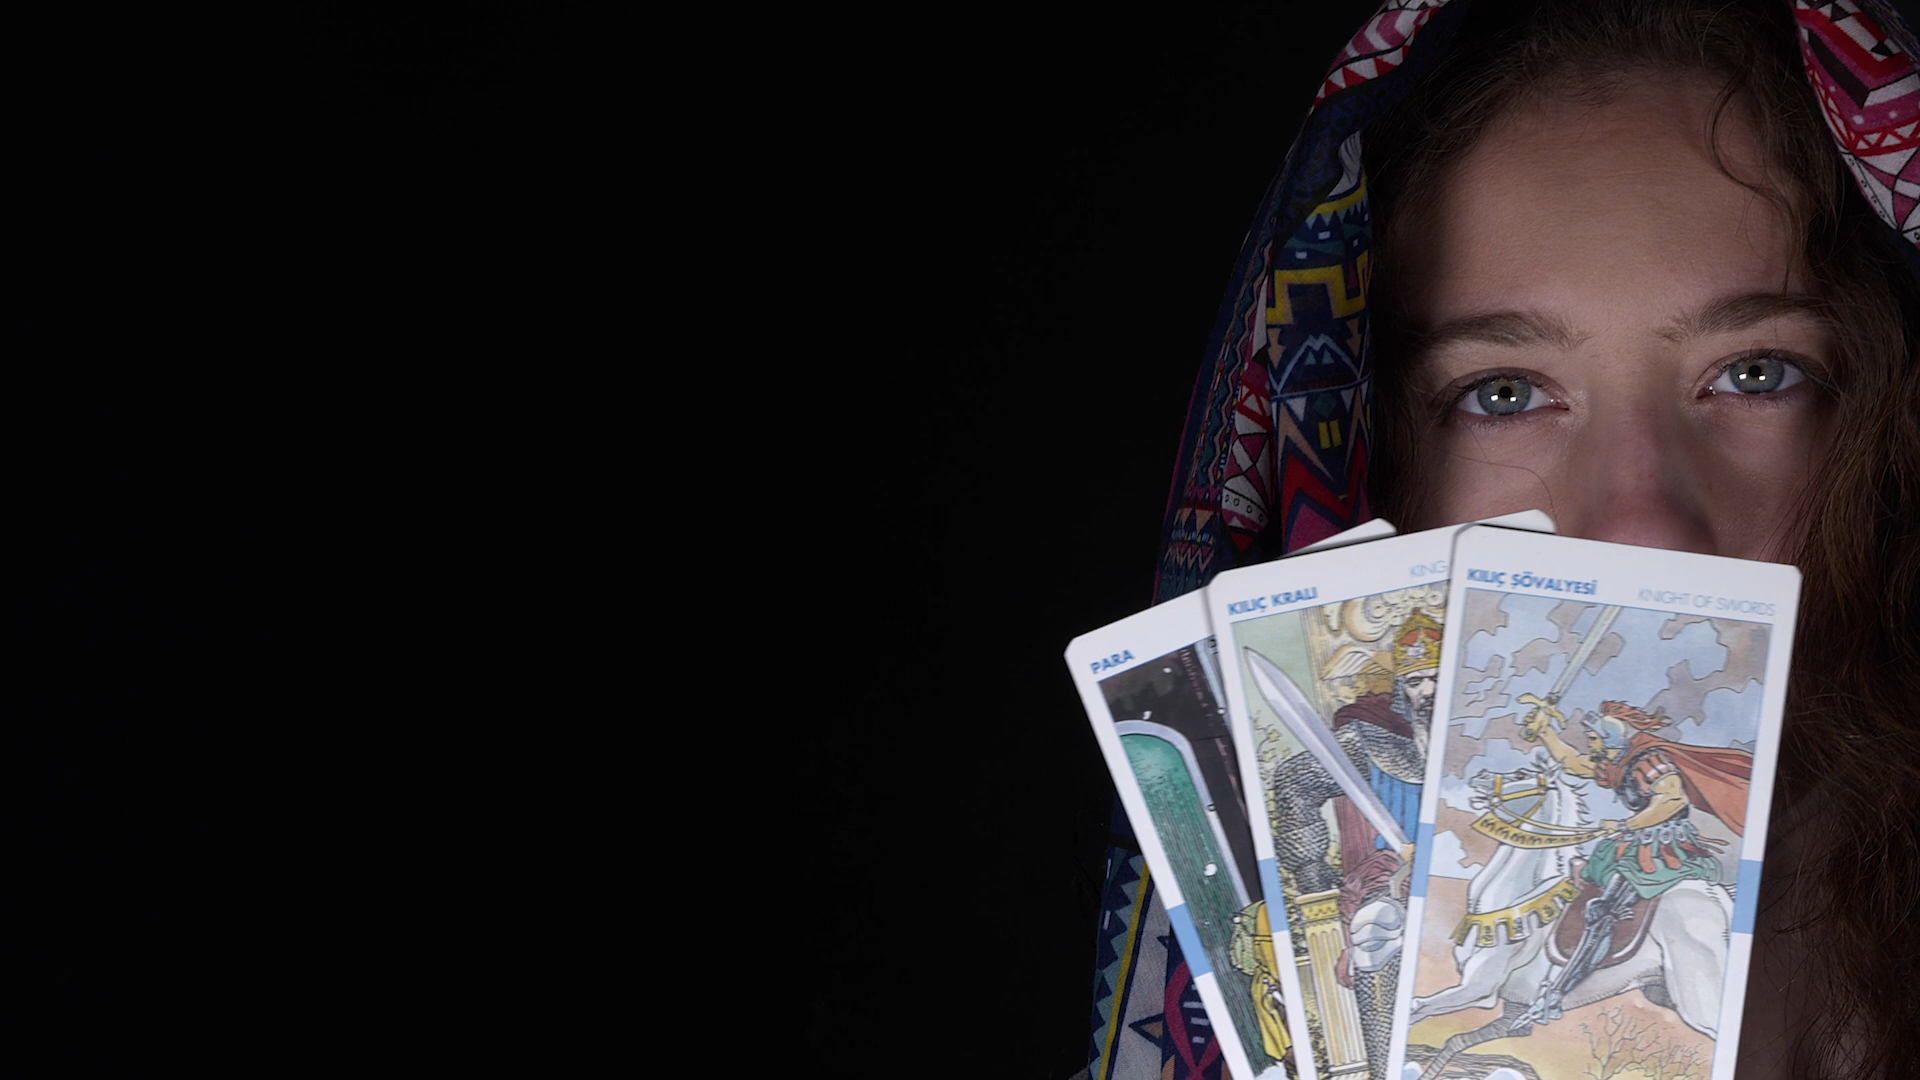 PARA
KILIÇ KRALI
KING
KILIÇ ŞÖVALYESİ
KNIGHT OF SWORDS